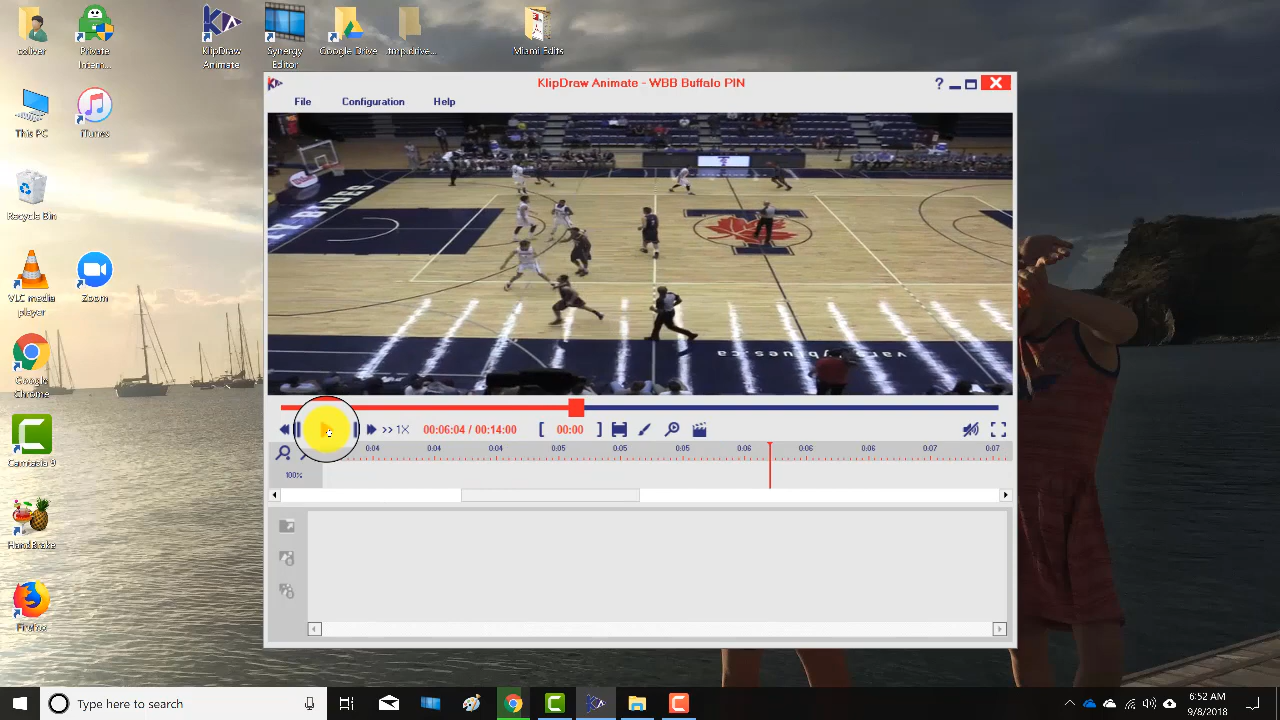 coliver
Private
Intern...
KlipDraw
Animate
Synergy
Editor
Google Drive
.tmp.drive...
Miami Edits
This PC
iTunes
Recycle Bin
VLC media
player
Zoom
Google
Chrome
Camtasia 9
HandBrake
Firefox
KlipDraw Animate - WBB Buffalo PIN
?
File Configuration Help
>> 1X 00:06:04 / 00:14:00 [ 00:00 ]
0:04 0:04 0:04 0:05 0:05 0:05 0:06 0:06 0:06 0:07 0:07
100%
Type here to search
6:52 AM
9/8/2018